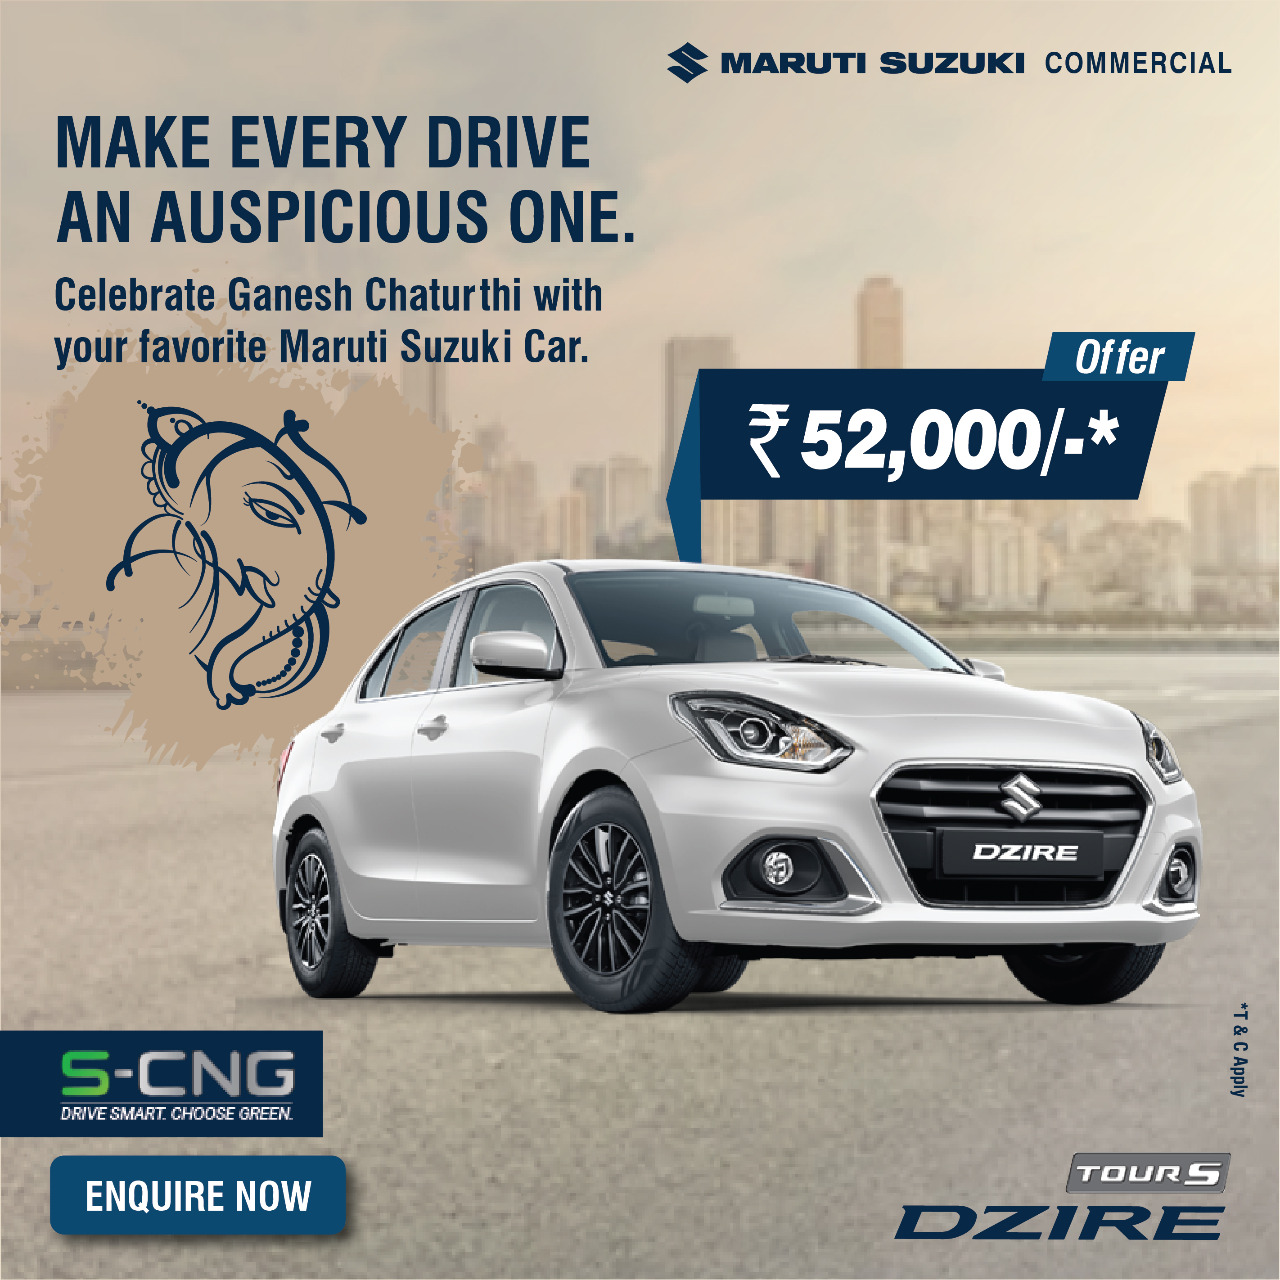 MARUTI SUZUKI COMMERCIAL
MAKE EVERY DRIVE
AN AUSPICIOUS ONE.
Celebrate Ganesh Chaturthi with
your favorite Maruti Suzuki Car.
Offer
₹52,000/-*
DZIRE
*T & C Apply
S-CNG
DRIVE SMART. CHOOSE GREEN.
ENQUIRE NOW
TOUR S
DZIRE